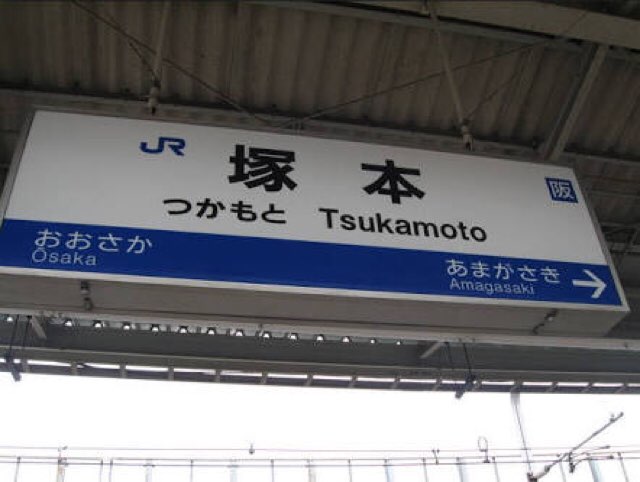 JR 塚本 阪
つかもと Tsukamoto
おおさか
Ōsaka
あまがさき →
Amagasaki